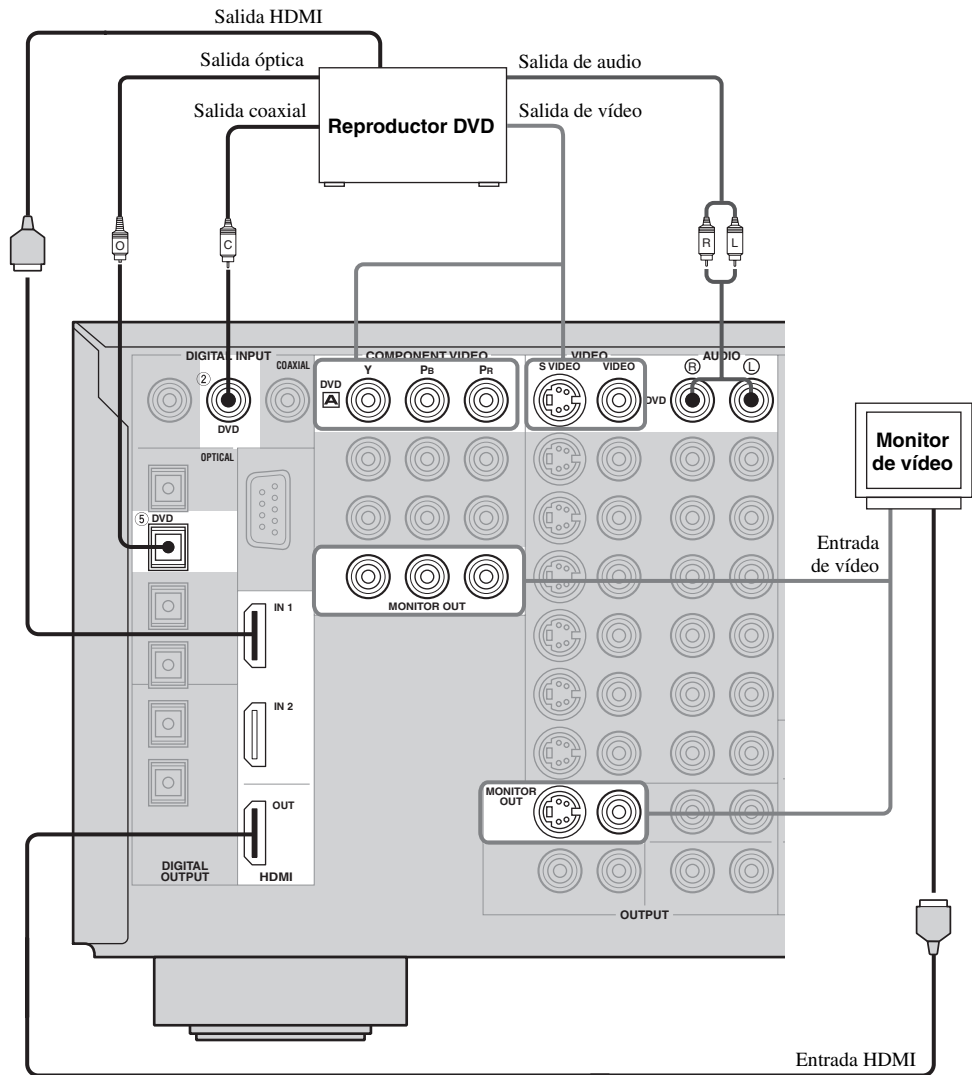 Salida HDMI
Salida óptica
Salida de audio
Salida coaxial
Reproductor DVD
Salida de vídeo
O
C
R
L
DIGITAL INPUT
COAXIAL
COMPONENT VIDEO
VIDEO
AUDIO
②
DVD
DVD
A
Y
PB
PR
S VIDEO
VIDEO
DVD
R
L
OPTICAL
⑤ DVD
Monitor
de vídeo
Entrada
de vídeo
MONITOR OUT
IN 1
IN 2
OUT
HDMI
MONITOR
OUT
DIGITAL
OUTPUT
OUTPUT
Entrada HDMI